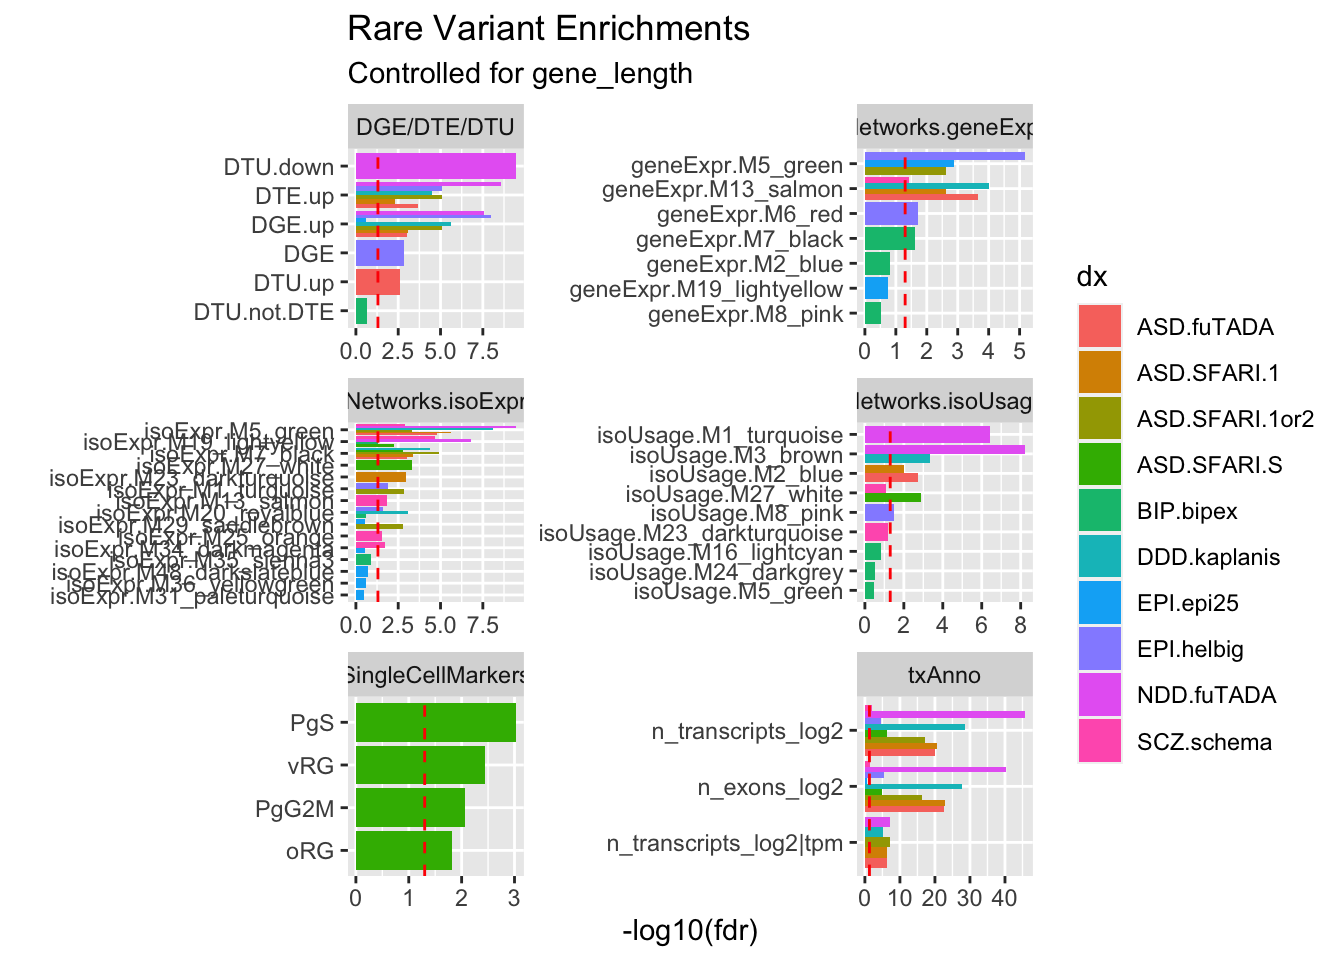 Rare Variant Enrichments
Controlled for gene_length
DGE/DTE/DTU
DTU.down
DTE.up
DGE.up
DGE
DTU.up
DTU.not.DTE
0.0 2.5 5.0 7.5
etworks.geneExp
geneExpr.M5_green
geneExpr.M13_salmon
geneExpr.M6_red
geneExpr.M7_black
geneExpr.M2_blue
geneExpr.M19_lightyellow
geneExpr.M8_pink
0 1 2 3 4 5
Networks.isoExpr
isoExpr.M5_green
isoExpr.M19_lightyellow
isoExpr.M7_black
isoExpr.M27_white
isoExpr.M23_darkturquoise
isoExpr.M1_turquoise
isoExpr.M13_salmon
isoExpr.M20_royalblue
isoExpr.M29_saddlebrown
isoExpr.M25_orange
isoExpr.M34_darkmagenta
isoExpr.M35_sienna3
isoExpr.M48_darkslateblue
isoExpr.M36_yellowgreen
isoExpr.M31_paleturquoise
0.0 2.5 5.0 7.5
etworks.isoUsag
isoUsage.M1_turquoise
isoUsage.M3_brown
isoUsage.M2_blue
isoUsage.M27_white
isoUsage.M8_pink
isoUsage.M23_darkturquoise
isoUsage.M16_lightcyan
isoUsage.M24_darkgrey
isoUsage.M5_green
0 2 4 6 8
SingleCellMarkers
PgS
vRG
PgG2M
oRG
0 1 2 3
txAnno
n_transcripts_log2
n_exons_log2
n_transcripts_log2|tpm
0 10 20 30 40
-log10(fdr)
dx
ASD.fuTADA
ASD.SFARI.1
ASD.SFARI.1or2
ASD.SFARI.S
BIP.bipex
DDD.kaplanis
EPI.epi25
EPI.helbig
NDD.fuTADA
SCZ.schema